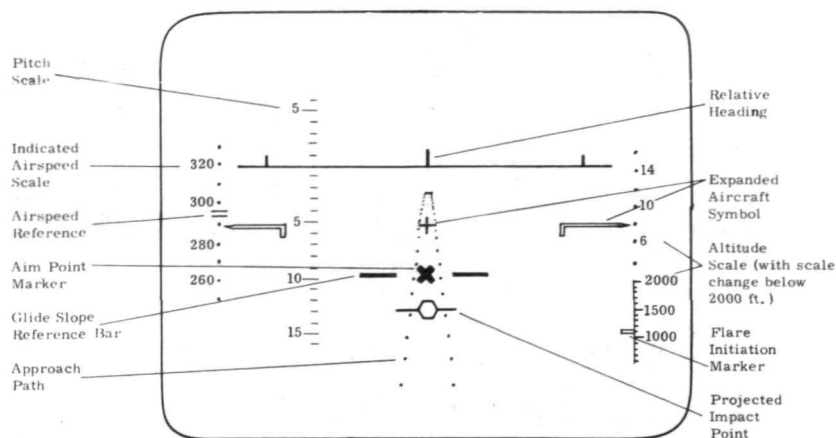 Pitch
Scale
Indicated
Airspeed
Scale
Airspeed
Reference
Aim Point
Marker
Glide Slope
Reference Bar
Approach
Path
5
5
10
15
320
300
280
260
14
10
6
2000
1500
1000
Relative
Heading
Expanded
Aircraft
Symbol
Altitude
Scale (with scale
change below
2000 ft.)
Flare
Initiation
Marker
Projected
Impact
Point